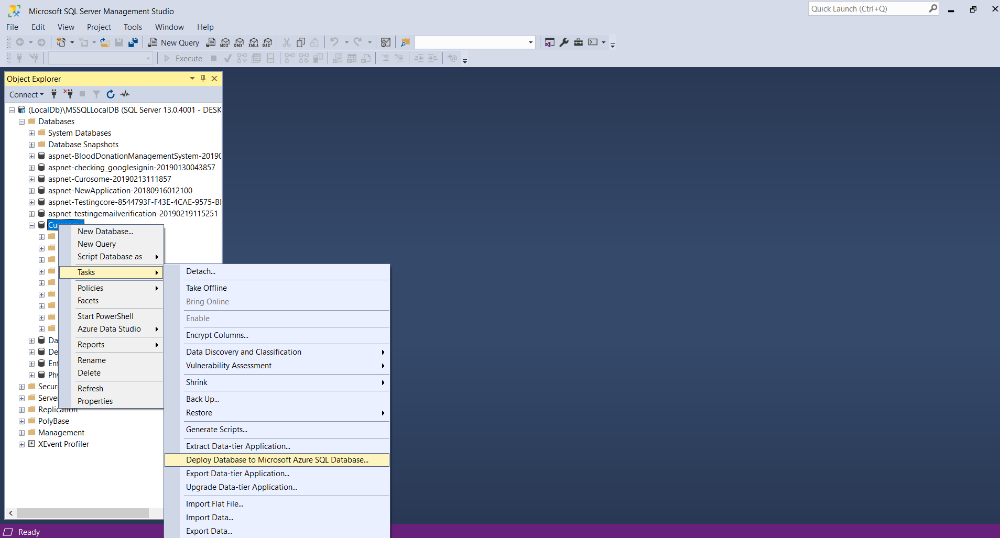 Microsoft SQL Server Management Studio
Quick Launch (Ctrl+Q)
File Edit View Project Tools Window Help
New Query MDX DMX XMLA DAX
Execute
Object Explorer
Connect
(LocalDb)\MSSQLLocalDB (SQL Server 13.0.4001 - DESK
Databases
System Databases
Database Snapshots
aspnet-BloodDonationManagementSystem-2019
aspnet-checking_googlesignin-20190130043857
aspnet-Curosome-20190213111857
aspnet-NewApplication-20180916012100
aspnet-Testingcore-8544793F-F43E-4CAE-9575-B
aspnet-testingemailverification-20190219115251
Da
De
Ent
Phy
Securi
Server
Replication
PolyBase
Management
XEvent Profiler
New Database...
New Query
Script Database as
Tasks
Policies
Facets
Start PowerShell
Azure Data Studio
Reports
Rename
Delete
Refresh
Properties
Detach...
Take Offline
Bring Online
Enable
Encrypt Columns...
Data Discovery and Classification
Vulnerability Assessment
Shrink
Back Up...
Restore
Generate Scripts...
Extract Data-tier Application...
Deploy Database to Microsoft Azure SQL Database...
Export Data-tier Application...
Upgrade Data-tier Application...
Import Flat File...
Import Data...
Export Data...
Ready